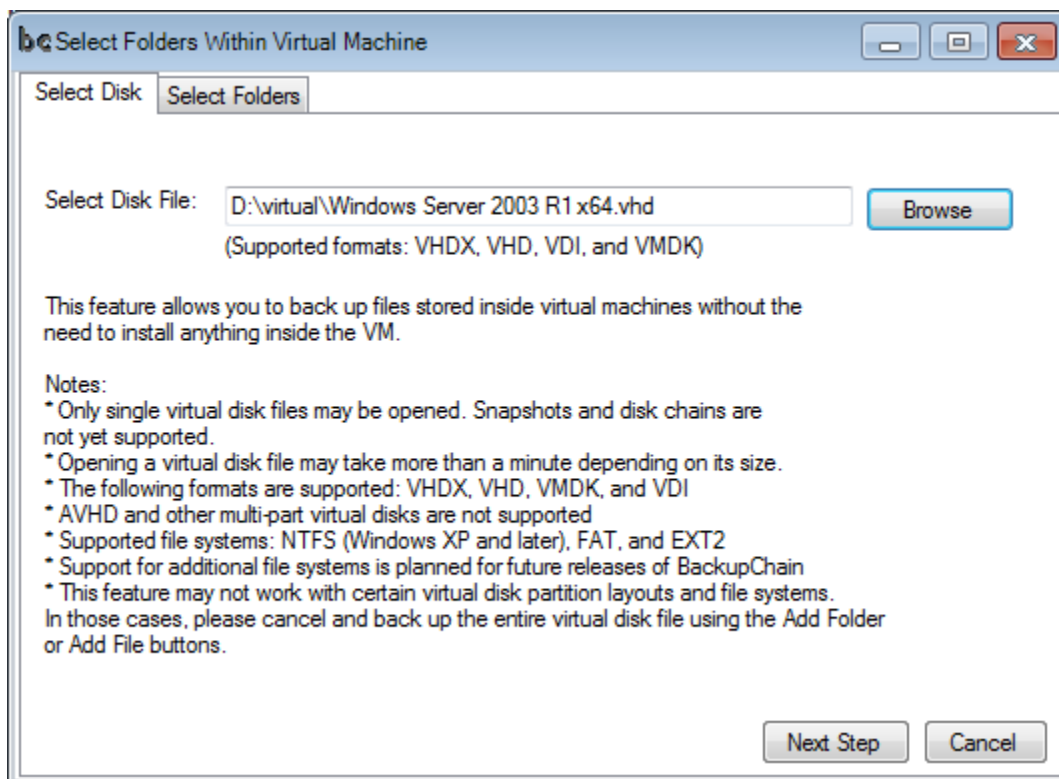 bc Select Folders Within Virtual Machine
Select Disk Select Folders
Select Disk File: D:\virtual\Windows Server 2003 R1 x64.vhd Browse
(Supported formats: VHDX, VHD, VDI, and VMDK)
This feature allows you to back up files stored inside virtual machines without the
need to install anything inside the VM.
Notes:
* Only single virtual disk files may be opened. Snapshots and disk chains are
not yet supported.
* Opening a virtual disk file may take more than a minute depending on its size.
* The following formats are supported: VHDX, VHD, VMDK, and VDI
* AVHD and other multi-part virtual disks are not supported
* Supported file systems: NTFS (Windows XP and later), FAT, and EXT2
* Support for additional file systems is planned for future releases of BackupChain
* This feature may not work with certain virtual disk partition layouts and file systems.
In those cases, please cancel and back up the entire virtual disk file using the Add Folder
or Add File buttons.
Next Step Cancel